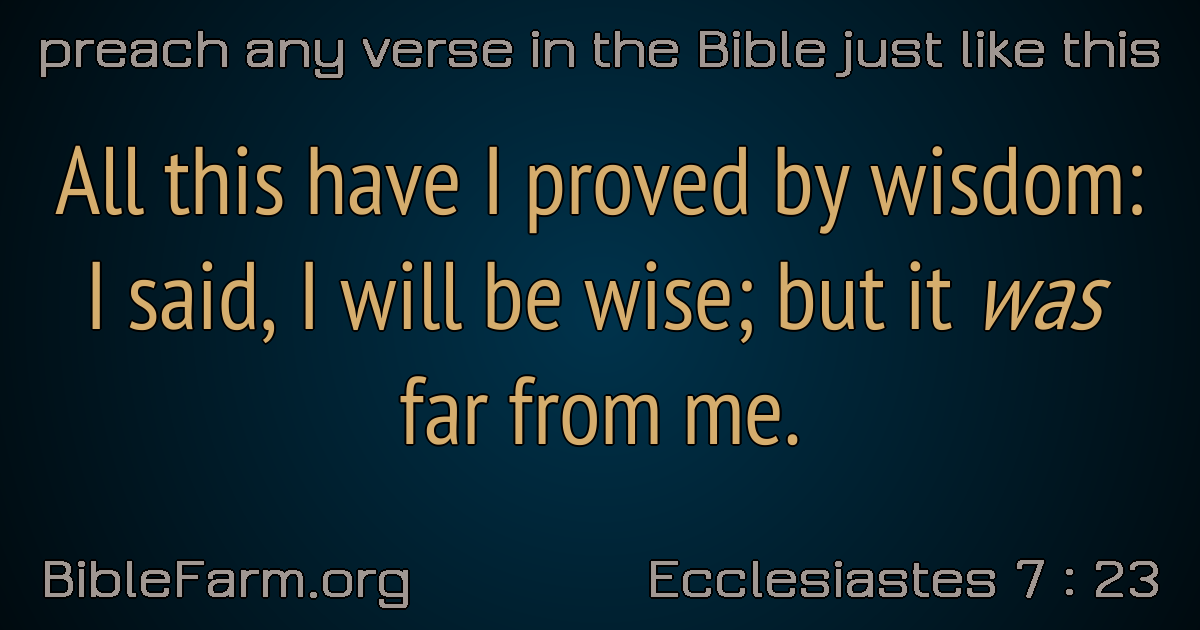 preach any verse in the Bible just like this
All this have I proved by wisdom:
I said, I will be wise; but it was
far from me.
BibleFarm.org
Ecclesiastes 7 : 23